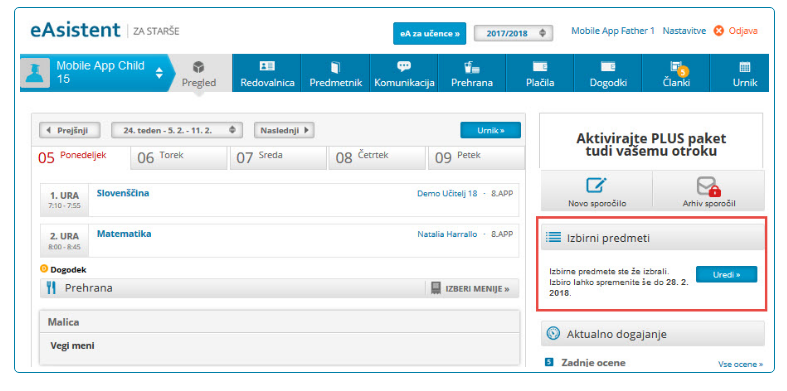 eAsistent | ZA STARŠE
eA za učence »
2017/2018
Mobile App Father 1
Nastavitve
Odjava
Mobile App Child
15
Pregled
Redovalnica
Predmetnik
Komunikacija
Prehrana
Plačila
Dogodki
Članki
5
Urnik
Prejšnji
24. teden - 5. 2. - 11. 2.
Naslednji
Urnik »
05 Ponedeljek
06 Torek
07 Sreda
08 Četrtek
09 Petek
1. URA
7:10 - 7:55
Slovenščina
Demo Učitelj 18 - 8.APP
2. URA
8:00 - 8:45
Matematika
Natalia Harrallo - 8.APP
Dogodek
Prehrana
IZBERI MENIJE »
Malica
Vegi meni
Aktivirajte PLUS paket
tudi vašemu otroku
Novo sporočilo
Arhiv sporočil
Izbirni predmeti
Izbirne predmete ste že izbrali.
Izbiro lahko spremenite še do 28. 2.
2018.
Uredi »
Aktualno dogajanje
5
Zadnje ocene
Vse ocene »